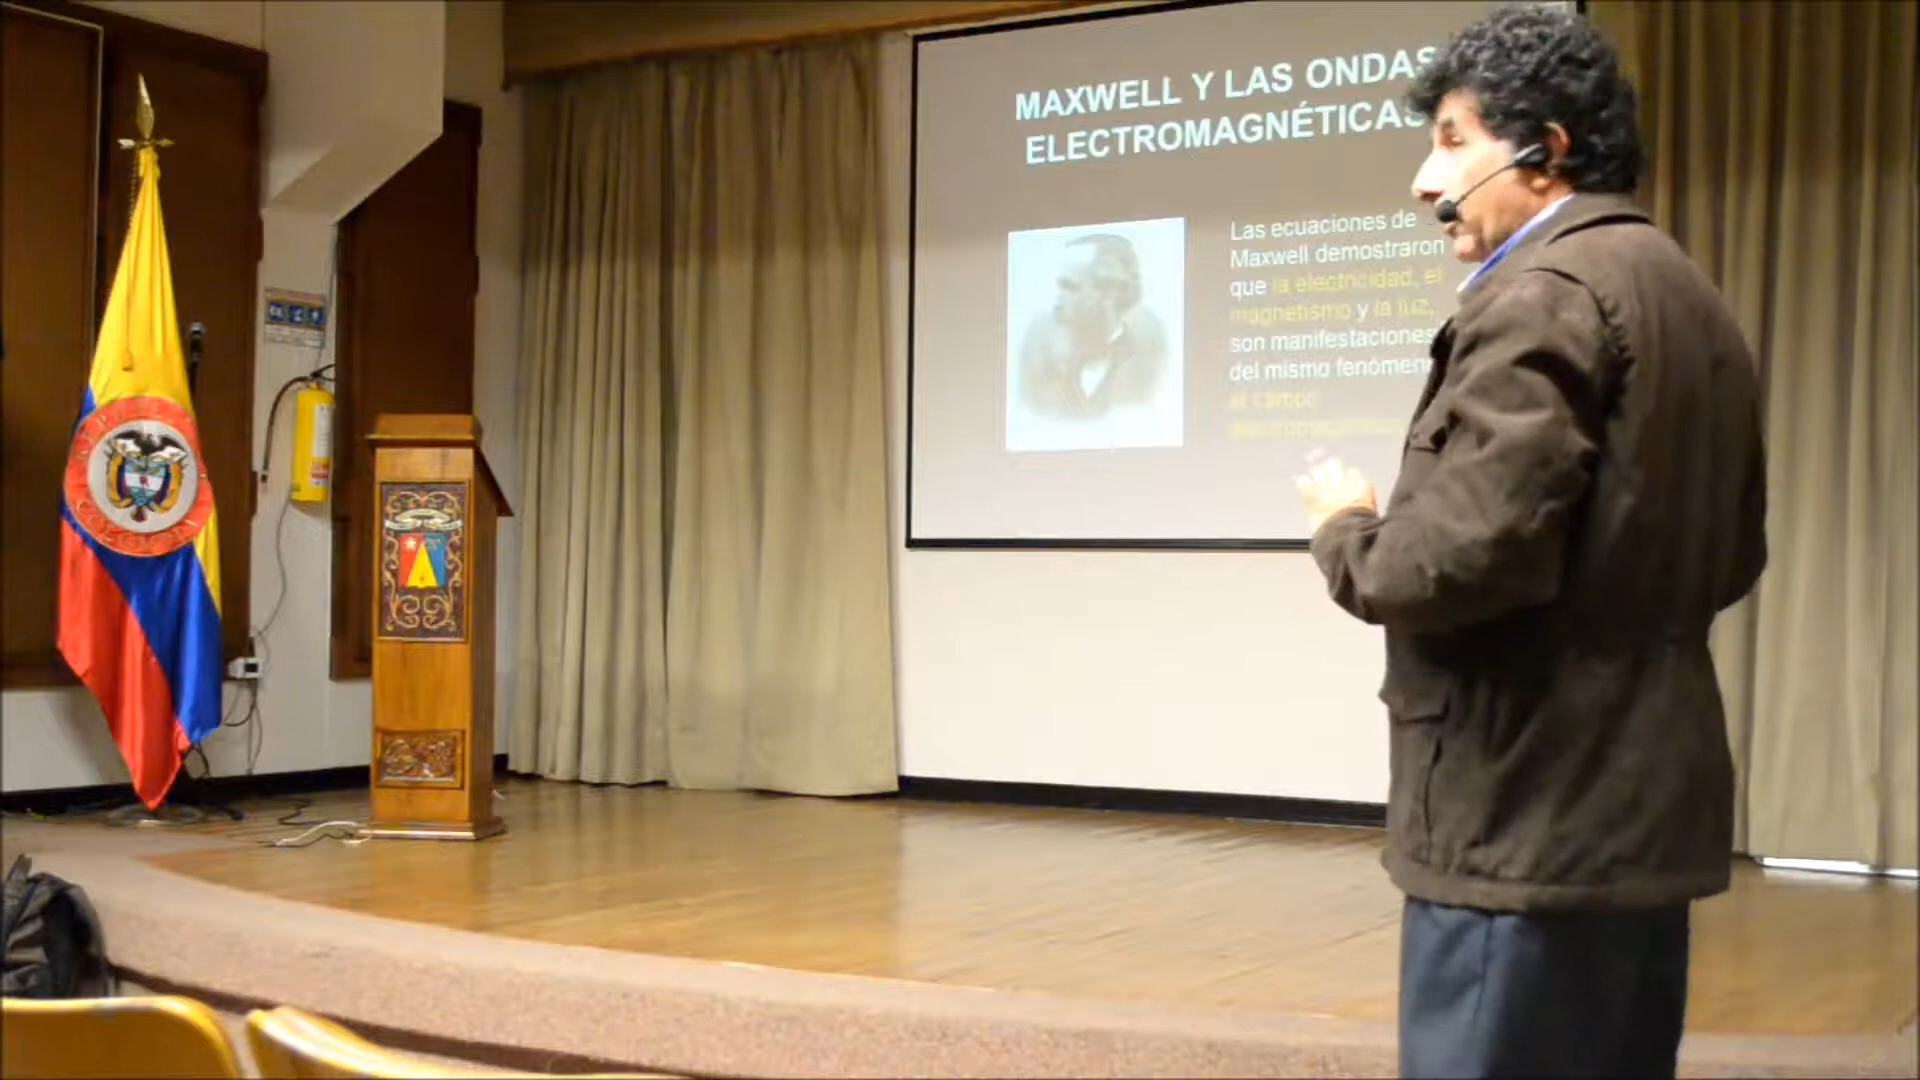 MAXWELL Y LAS ONDAS
ELECTROMAGNÉTICAS
Las ecuaciones de
Maxwell demostraron
que la electricidad, el
magnetismo y la luz,
son manifestaciones
del mismo
el campo